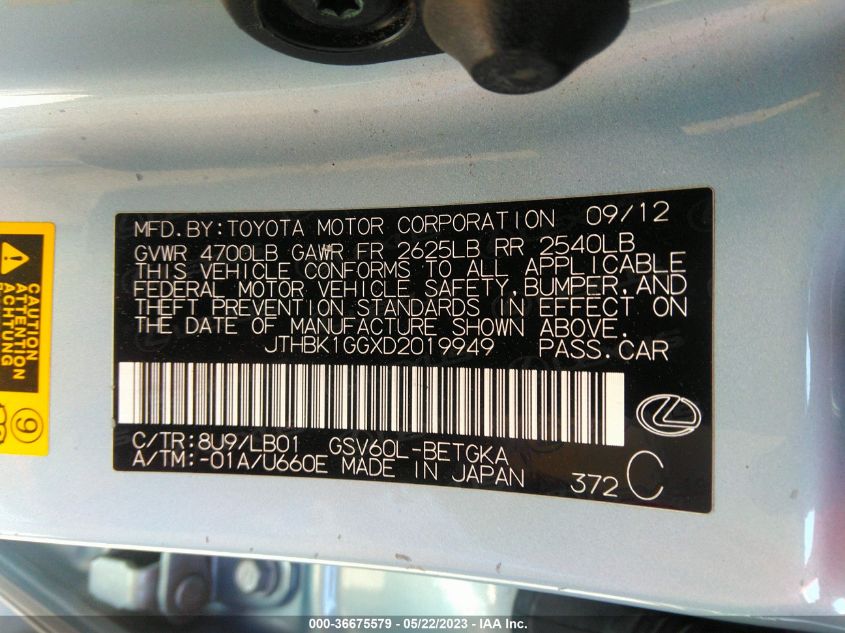 MFD.BY:TOYOTA MOTOR CORPORATION 09/12
GVWR 4700LB GAWR FR 2625LB RR 2540LB
THIS VEHICLE CONFORMS TO ALL APPLICABLE
FEDERAL MOTOR VEHICLE SAFETY,BUMPER,AND
THEFT PREVENTION STANDARDS IN EFFECT ON
THE DATE OF MANUFACTURE SHOWN ABOVE.
JTHBK1GGXD2019949 PASS.CAR
C/TR:8U9/LB01 GSV60L-BETGKA
A/TM:-01A/U660E MADE IN JAPAN
372 C
CAUTION
ATTENTION
ACHTUNG
9
000-36675579 - 05/22/2023 - IAA Inc.